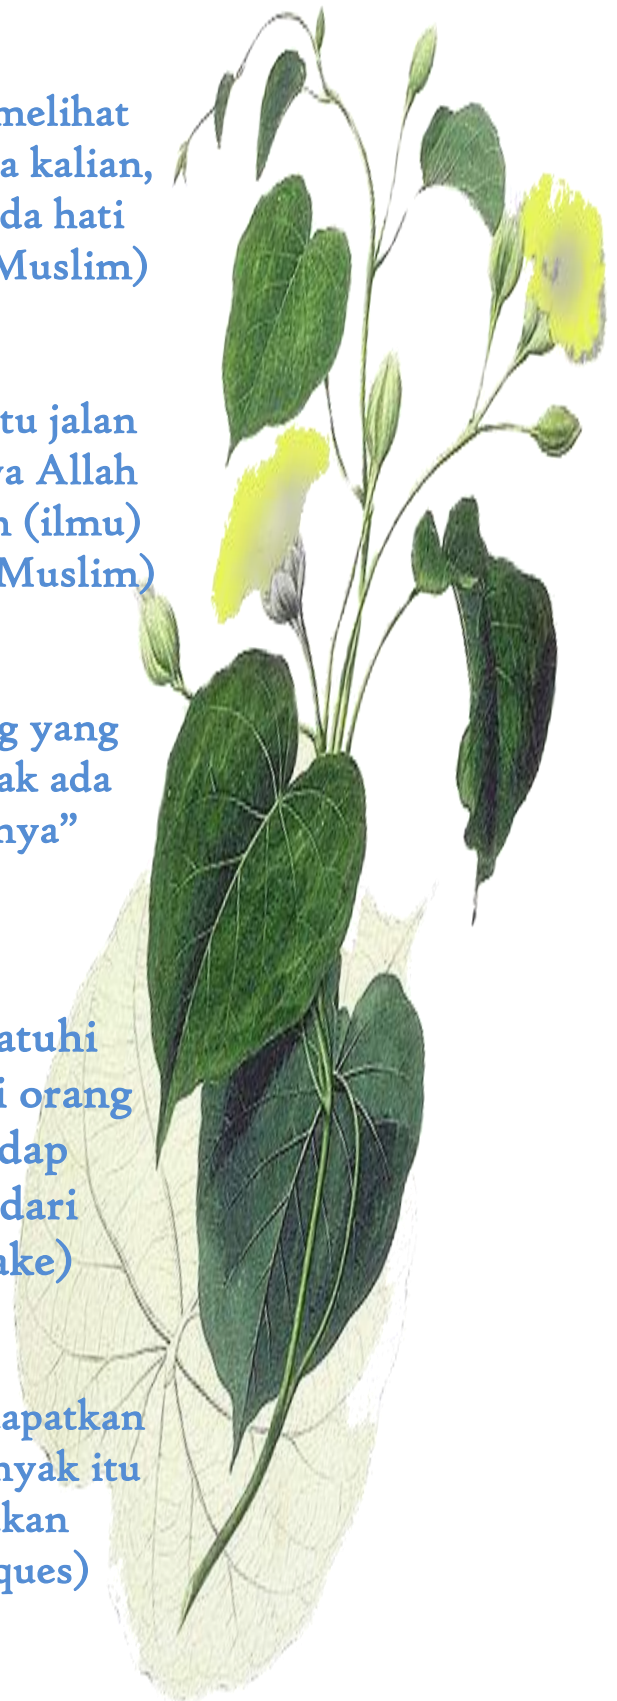 melihat
a kalian,
da hati
Muslim)
tu jalan
ya Allah
n (ilmu)
Muslim)
g yang
ak ada
nya”
atuhi
i orang
dap
dari
ake)
apatkan
nyak itu
kan
ques)